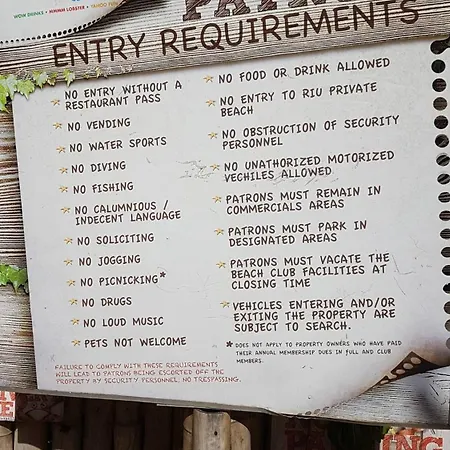 WOW DRINKS • MMMM LOBSTER • YAHOO FUN
ENTRY REQUIREMENTS
NO ENTRY WITHOUT A
RESTAURANT PASS
NO VENDING
NO WATER SPORTS
NO DIVING
NO FISHING
NO CALUMNIOUS /
INDECENT LANGUAGE
NO SOLICITING
NO JOGGING
NO PICNICKING*
NO DRUGS
NO LOUD MUSIC
PETS NOT WELCOME
NO FOOD OR DRINK ALLOWED
NO ENTRY TO RIU PRIVATE
BEACH
NO OBSTRUCTION OF SECURITY
PERSONNEL
NO UNATHORIZED MOTORIZED
VECHILES ALLOWED
PATRONS MUST REMAIN IN
COMMERCIALS AREAS
PATRONS MUST PARK IN
DESIGNATED AREAS
PATRONS MUST VACATE THE
BEACH CLUB FACILITIES AT
CLOSING TIME
VEHICLES ENTERING AND/OR
EXITING THE PROPERTY ARE
SUBJECT TO SEARCH.
* DOES NOT APPLY TO PROPERTY OWNERS WHO HAVE PAID
THEIR ANNUAL MEMBERSHIP DUES IN FULL AND CLUB
MEMBERS.
FAILURE TO COMPLY WITH THESE REQUIREMENTS
WILL LEAD TO PATRONS BEING ESCORTED OFF THE
PROPERTY BY SECURITY PERSONNEL. NO TRESPASSING.